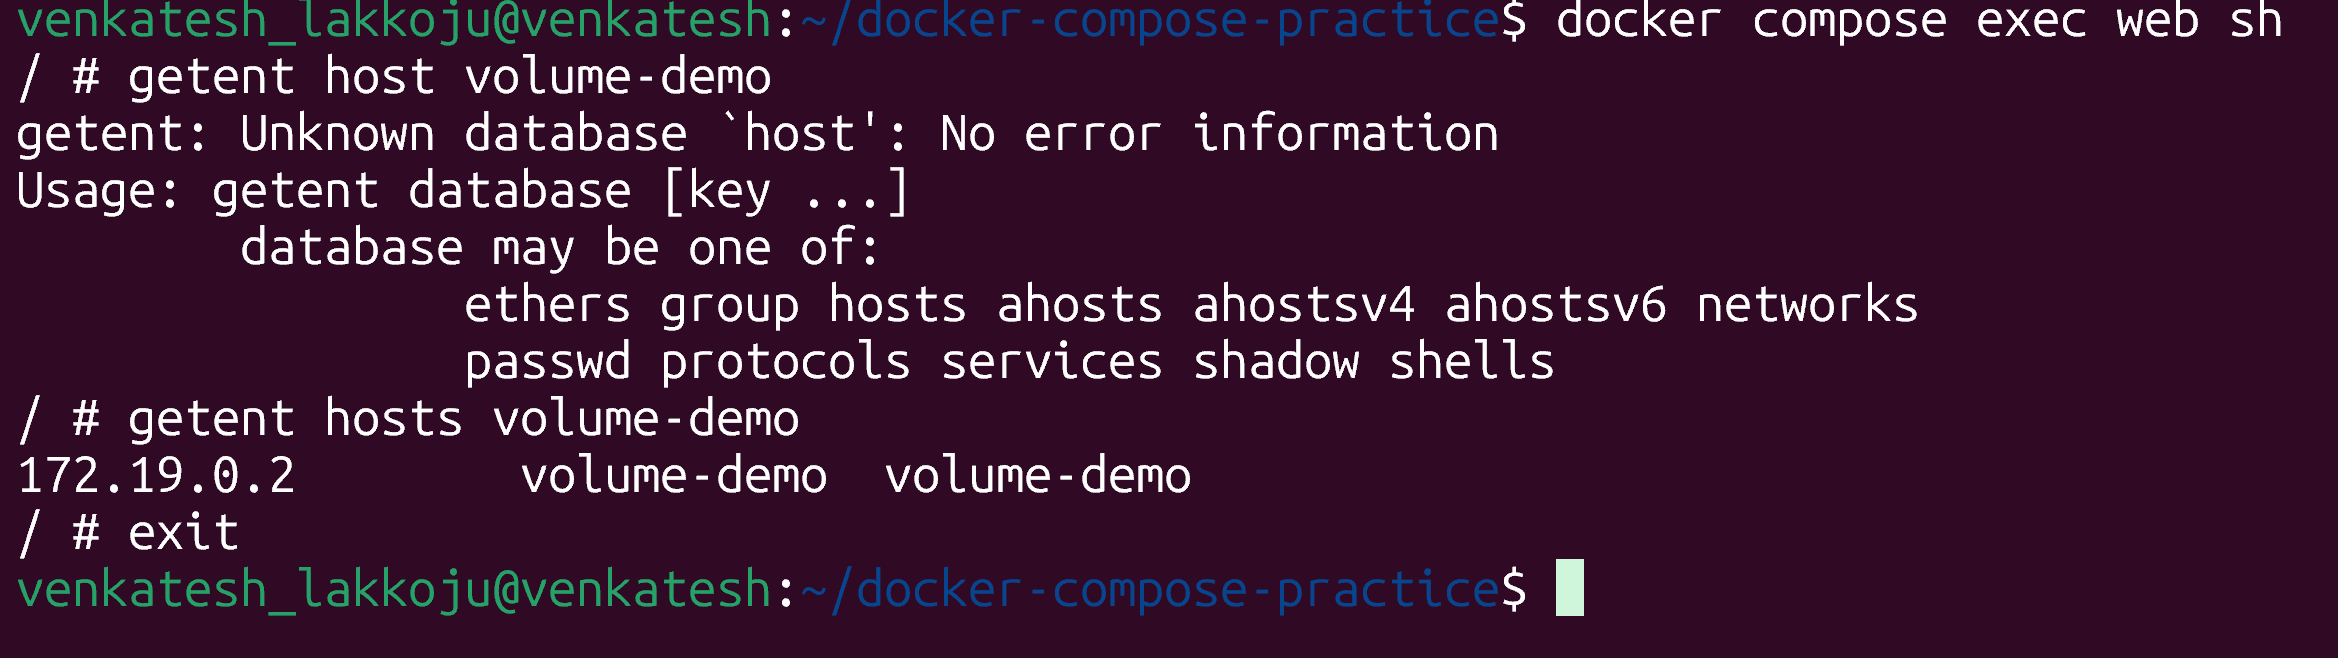 venkatesh_lakkoju@venkatesh:~/docker-compose-practice$ docker compose exec web sh
/ # getent host volume-demo
getent: Unknown database `host': No error information
Usage: getent database [key ...]
        database may be one of:
                ethers group hosts ahosts ahostsv4 ahostsv6 networks
                passwd protocols services shadow shells
/ # getent hosts volume-demo
172.19.0.2        volume-demo  volume-demo
/ # exit
venkatesh_lakkoju@venkatesh:~/docker-compose-practice$